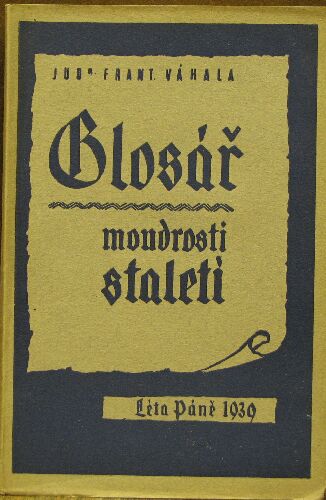 JUDR. FRANT. VÁHALA
Glosář
moudrosti
staletí
Léta Páně 1939